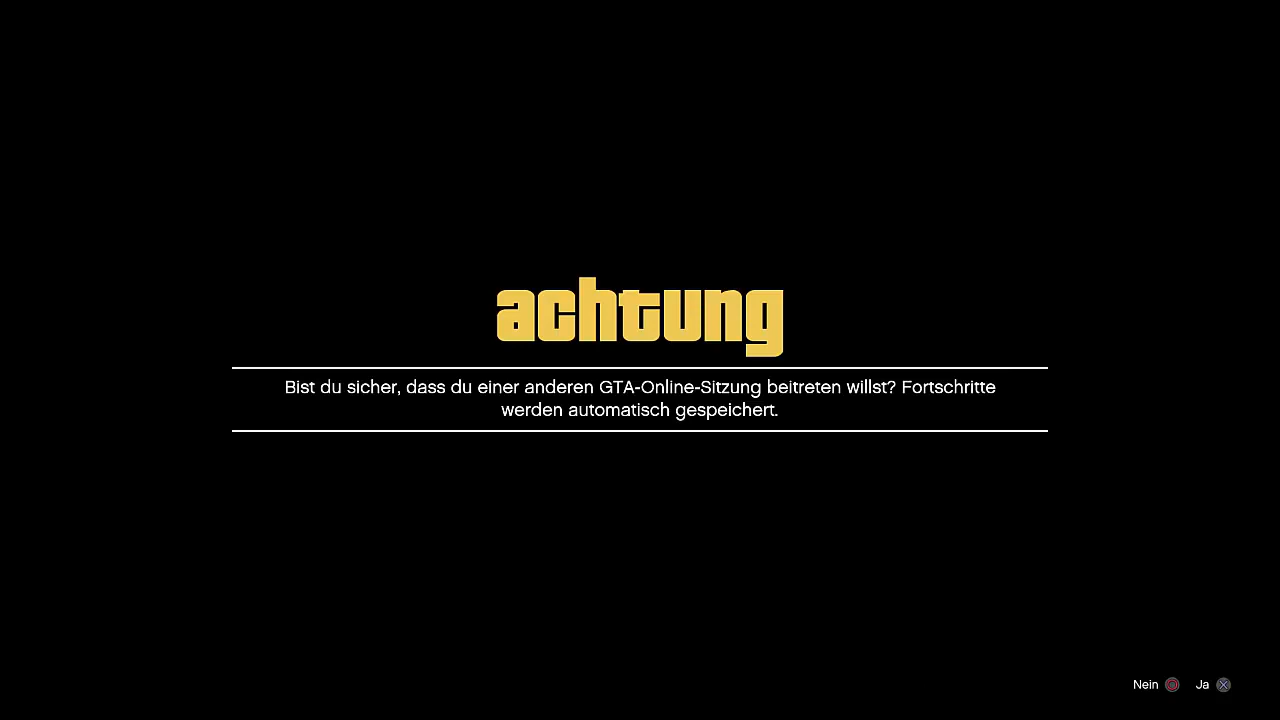 achtung
Bist du sicher, dass du einer anderen GTA-Online-Sitzung beitreten willst? Fortschritte
werden automatisch gespeichert.
Nein Ja